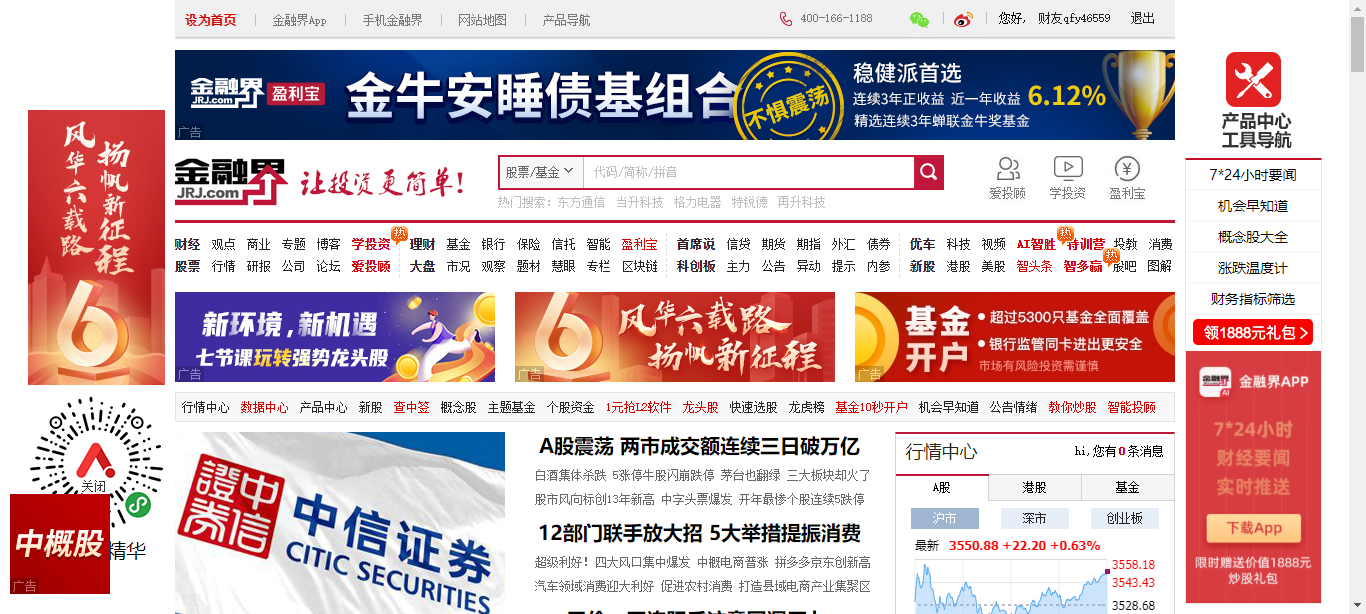 设为首页 金融界App 手机金融界 网站地图 产品导航 400-166-1188 您好, 财友qfy46559 退出
金融界 JRJ.com 盈利宝 金牛安睡债基组合 不惧震荡 稳健派首选
连续3年正收益 近一年收益 6.12%
精选连续3年蝉联金牛奖基金
广告
金融界 JRJ.com 让投资更简单!
股票/基金 代码/简称/拼音
热门搜索: 东方通信 当升科技 格力电器 特锐德 再升科技
爱投顾 学投资 盈利宝
财经 观点 商业 专题 博客 学投资 热 理财 基金 银行 保险 信托 智能 盈利宝 首席说 信贷 期货 期指 外汇 债券 优车 科技 视频 AI智胜 热 特训营 投教 消费
股票 行情 研报 公司 论坛 爱投顾 大盘 市况 观察 题材 慧眼 专栏 区块链 科创板 主力 公告 异动 提示 内参 新股 港股 美股 智头条 智多赢 热 股吧 图解
新环境,新机遇
七节课玩转强势龙头股
广告
6 风华六载路
扬帆新征程
广告
基金开户
超过5300只基金全面覆盖
银行监管同卡进出更安全
市场有风险投资需谨慎
广告
行情中心 数据中心 产品中心 新股 查中签 概念股 主题基金 个股资金 1元抢L2软件 龙头股 快速选股 龙虎榜 基金10秒开户 机会早知道 公告情绪 教你炒股 智能投顾
中信證券
中信证券
CITIC SECURITIES
A股震荡 两市成交额连续三日破万亿
白酒集体杀跌 5张停牛股闪崩跌停 茅台也翻绿 三大板块却火了
股市风向标创13年新高 中字头票爆发 开年最惨个股连续5跌停
12部门联手放大招 5大举措提振消费
超级利好! 四大风口集中爆发 中概电商普涨 拼多多京东创新高
汽车领域消费迎大利好 促进农村消费 打造县域电商产业集聚区
行情中心 hi,您有0条消息
A股 港股 基金
沪市 深市 创业板
最新 3550.88 +22.20 +0.63%
3558.18
3543.43
3528.68
风华六载路
扬帆新征程
6
关闭
中概股
精华
广告
产品中心
工具导航
7*24小时要闻
机会早知道
概念股大全
涨跌温度计
财务指标筛选
领1888元礼包 >
金融界 AI 金融界APP
7*24小时
财经要闻
实时推送
下载App
限时赠送价值1888元
炒股礼包